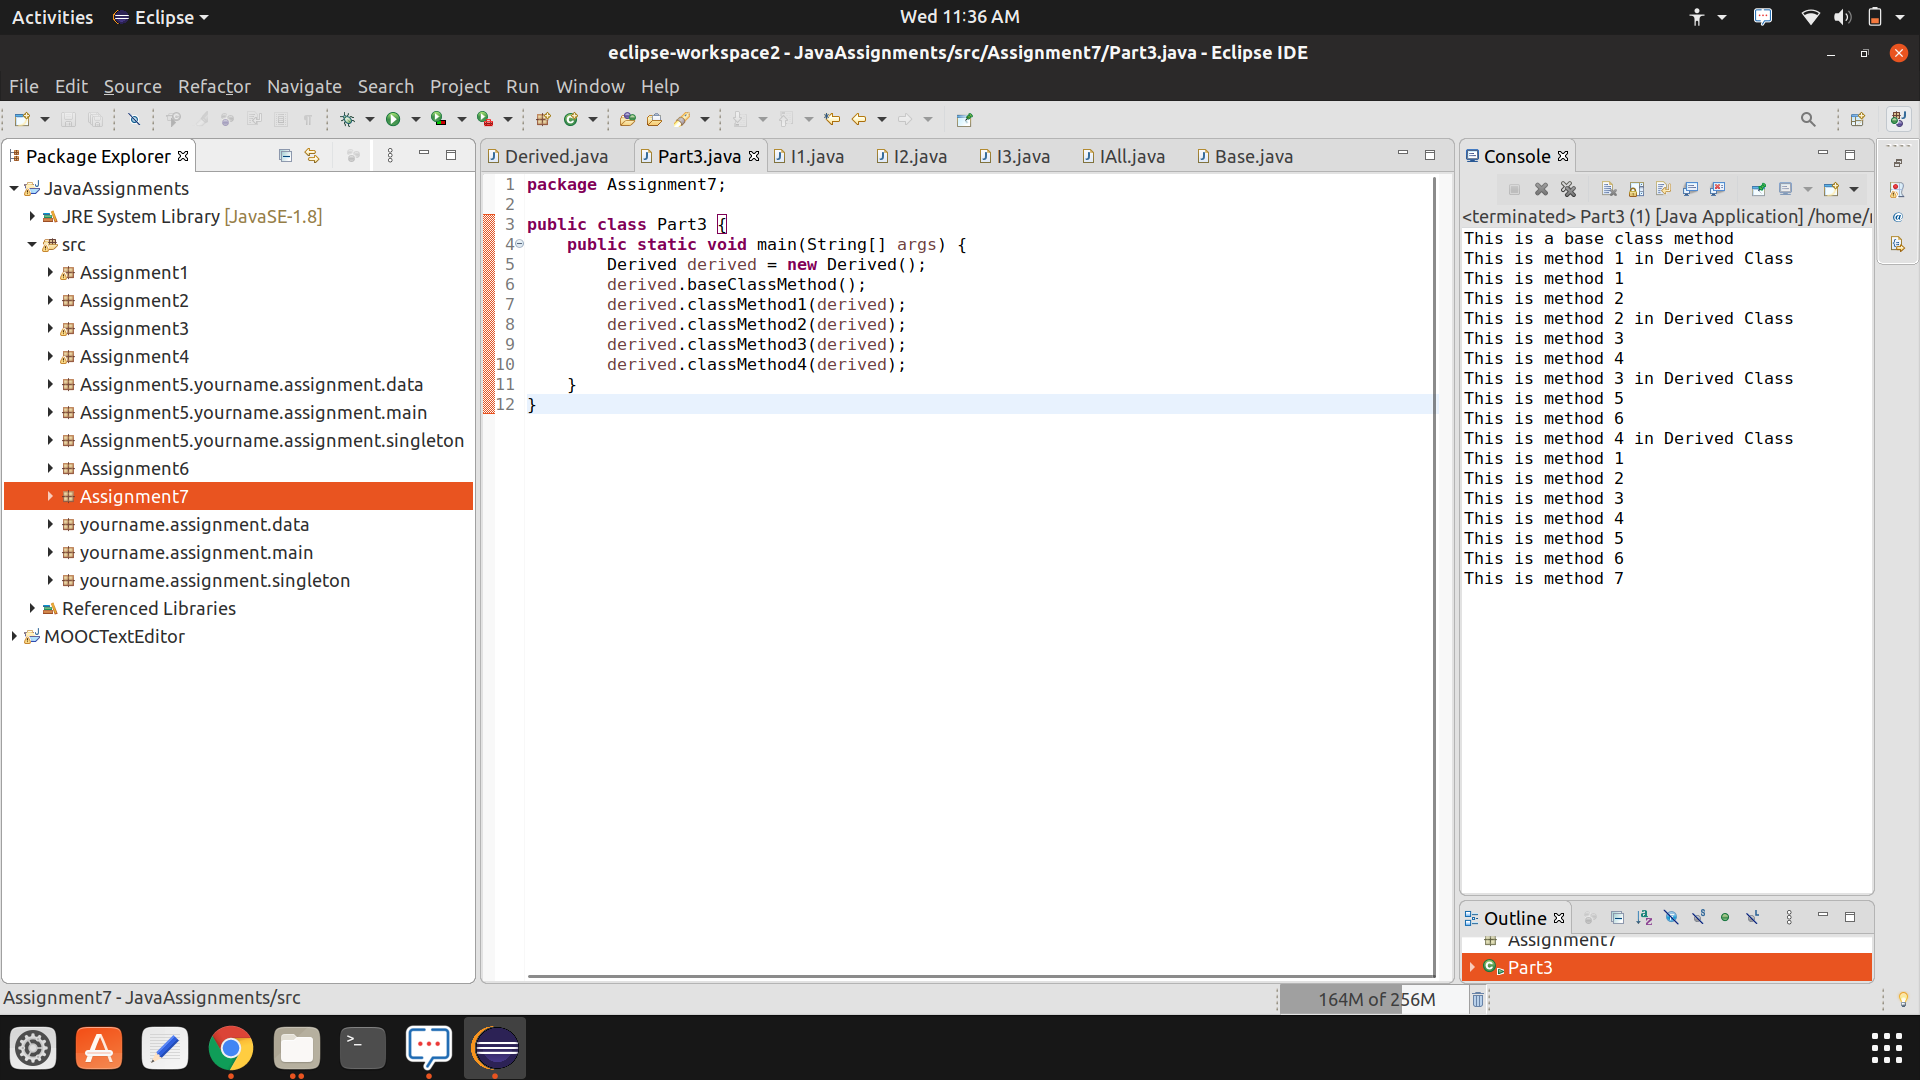 Activities Eclipse Wed 11:36 AM
eclipse-workspace2 - JavaAssignments/src/Assignment7/Part3.java - Eclipse IDE
File Edit Source Refactor Navigate Search Project Run Window Help
Package Explorer
JavaAssignments
JRE System Library [JavaSE-1.8]
src
Assignment1
Assignment2
Assignment3
Assignment4
Assignment5.yourname.assignment.data
Assignment5.yourname.assignment.main
Assignment5.yourname.assignment.singleton
Assignment6
Assignment7
yourname.assignment.data
yourname.assignment.main
yourname.assignment.singleton
Referenced Libraries
MOOCTextEditor
Derived.java Part3.java I1.java I2.java I3.java IAll.java Base.java
1 package Assignment7;
2
3 public class Part3 {
4 public static void main(String[] args) {
5 Derived derived = new Derived();
6 derived.baseClassMethod();
7 derived.classMethod1(derived);
8 derived.classMethod2(derived);
9 derived.classMethod3(derived);
10 derived.classMethod4(derived);
11 }
12 }
Console
<terminated> Part3 (1) [Java Application] /home/
This is a base class method
This is method 1 in Derived Class
This is method 1
This is method 2
This is method 2 in Derived Class
This is method 3
This is method 4
This is method 3 in Derived Class
This is method 5
This is method 6
This is method 4 in Derived Class
This is method 1
This is method 2
This is method 3
This is method 4
This is method 5
This is method 6
This is method 7
Outline
Assignment7
Part3
Assignment7 - JavaAssignments/src
164M of 256M